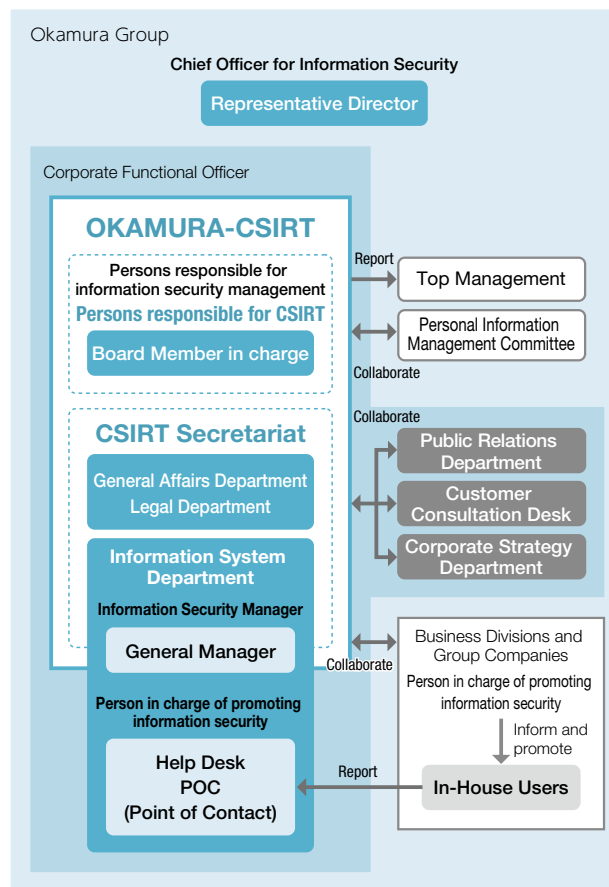 Okamura Group
Chief Officer for Information Security
Representative Director
Corporate Functional Officer
OKAMURA-CSIRT
Persons responsible for
information security management
Persons responsible for CSIRT
Board Member in charge
Report
Top Management
Personal Information
Management Committee
Collaborate
CSIRT Secretariat
General Affairs Department
Legal Department
Collaborate
Public Relations
Department
Customer
Consultation Desk
Corporate Strategy
Department
Information System
Department
Information Security Manager
General Manager
Collaborate
Business Divisions and
Group Companies
Person in charge of promoting
information security
Inform and
promote
In-House Users
Report
Person in charge of promoting
information security
Help Desk
POC
(Point of Contact)